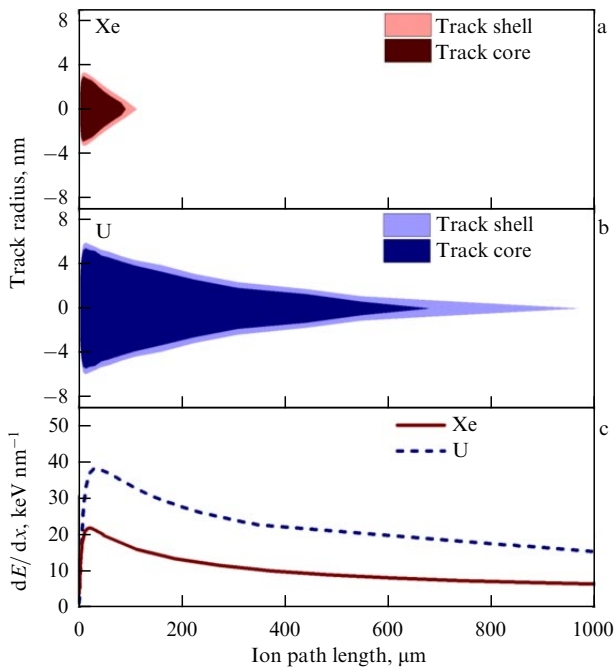 8
Xe
a
Track shell
4
Track core
0
−4
−8
8
U
b
Track shell
4
Track core
0
−4
−8
Track radius, nm
50
c
Xe
40
U
30
20
10
0
dE/dx, keV nm⁻¹
0 200 400 600 800 1000
Ion path length, μm